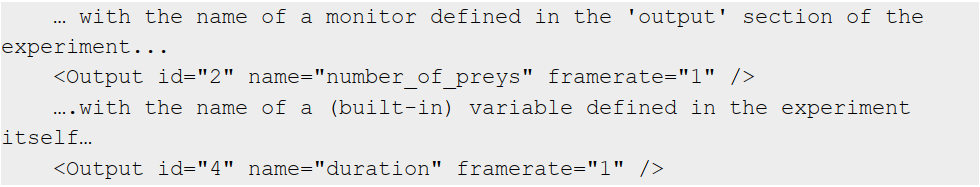 … with the name of a monitor defined in the 'output' section of the
experiment...
<Output id="2" name="number_of_preys" framerate="1" />
….with the name of a (built-in) variable defined in the experiment
itself…
<Output id="4" name="duration" framerate="1" />